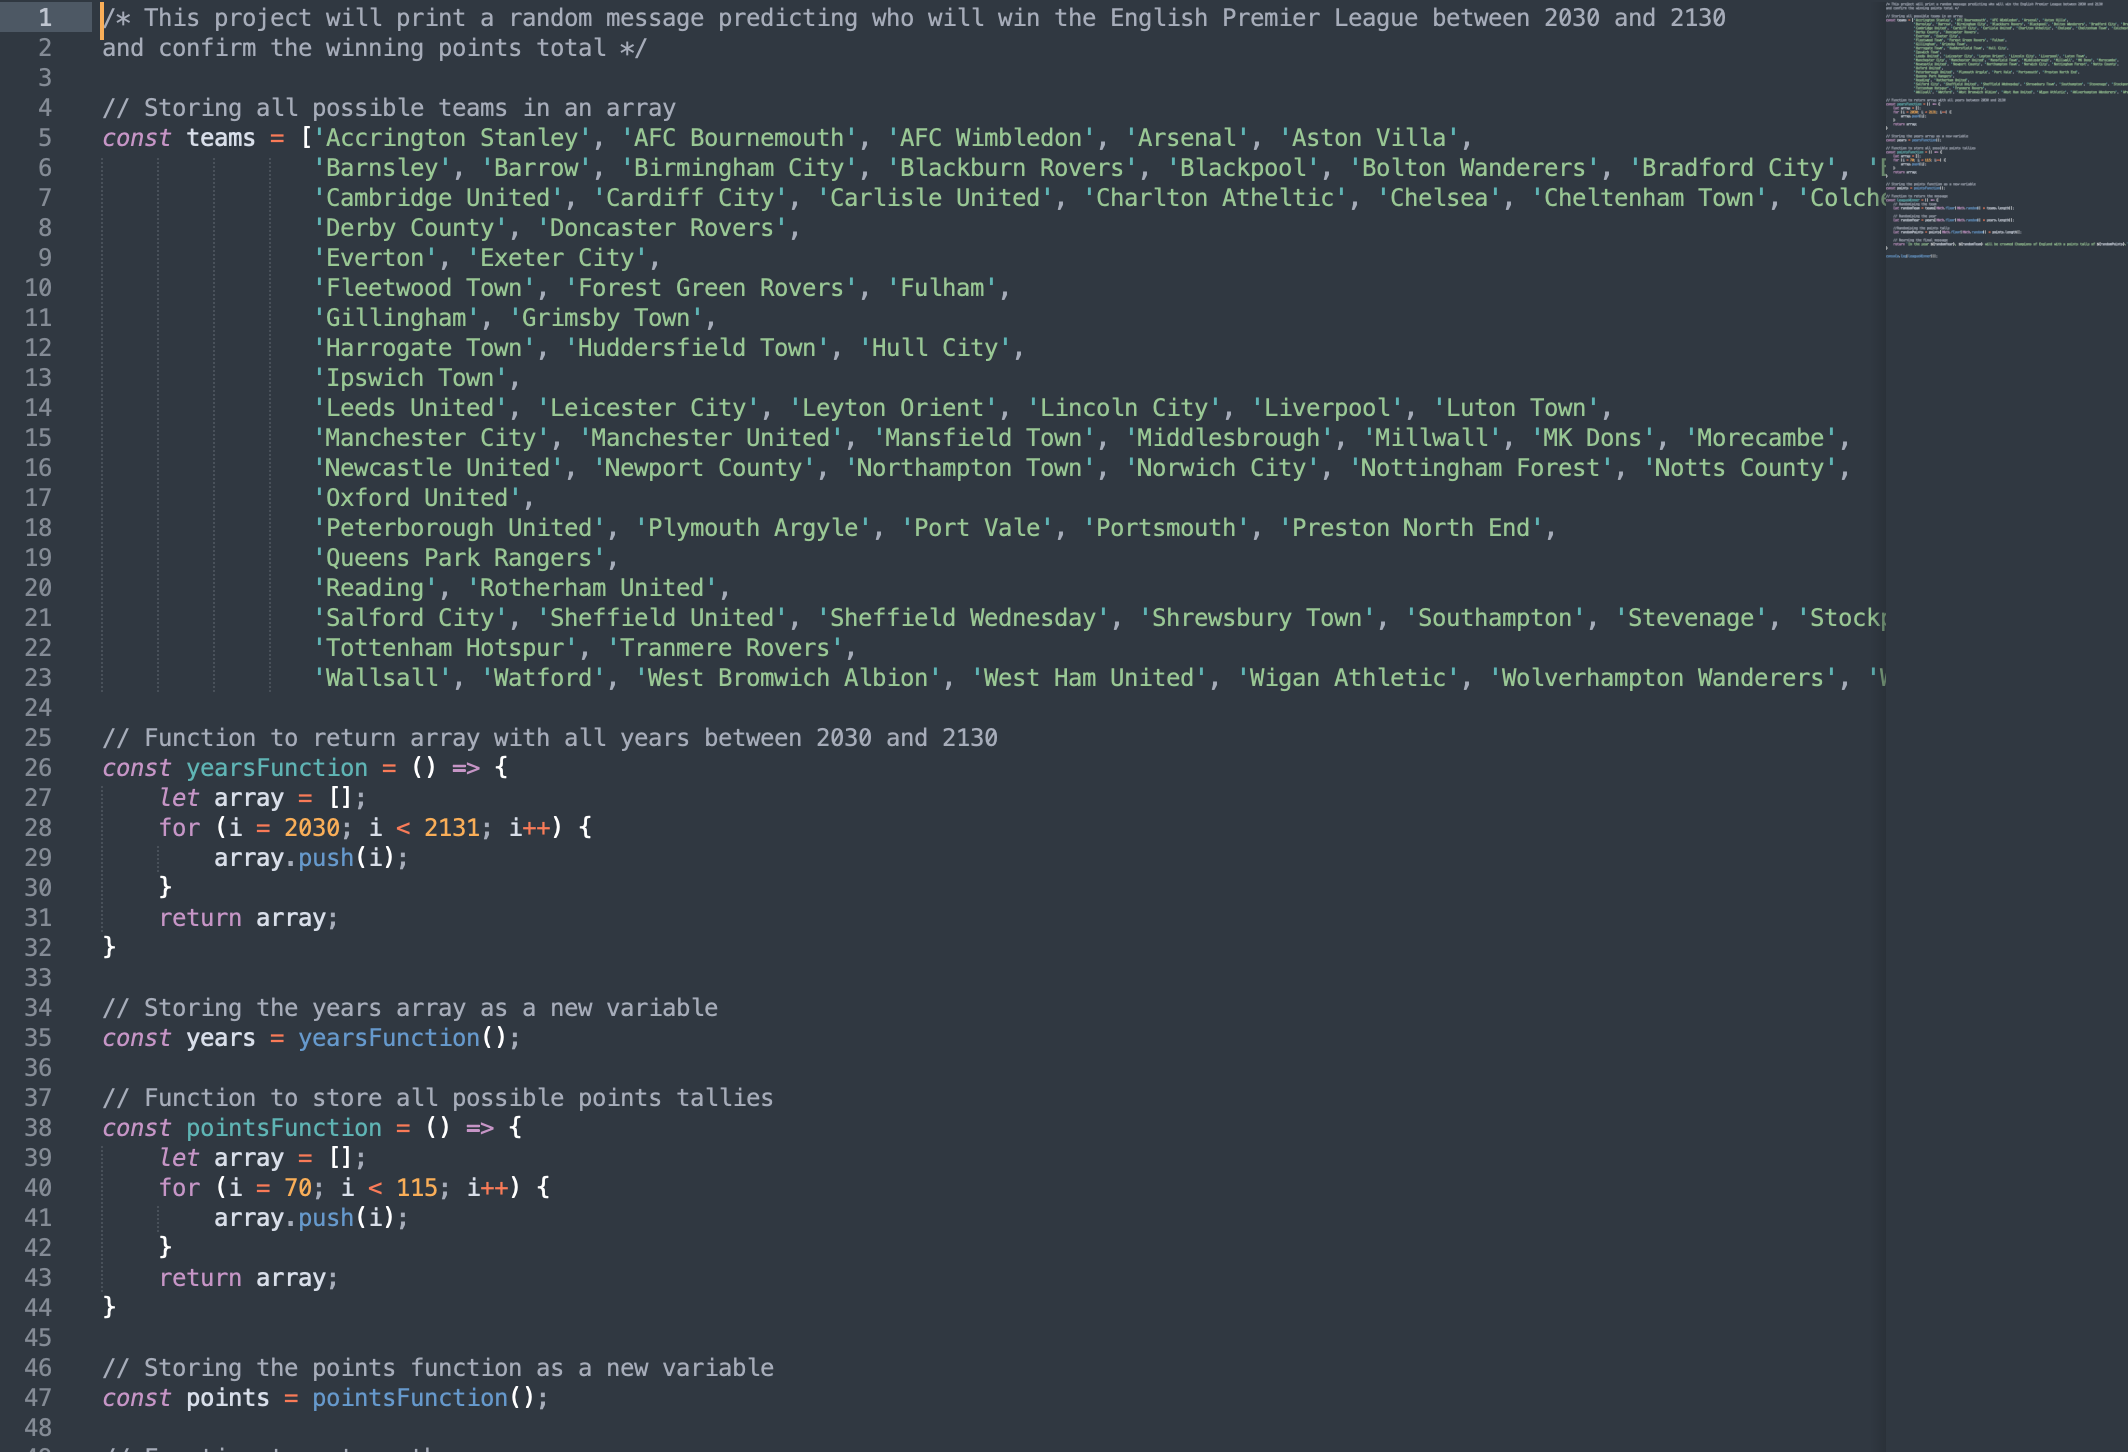 1 /* This project will print a random message predicting who will win the English Premier League between 2030 and 2130
2 and confirm the winning points total */
3
4 // Storing all possible teams in an array
5 const teams = ['Accrington Stanley', 'AFC Bournemouth', 'AFC Wimbledon', 'Arsenal', 'Aston Villa',
6 'Barnsley', 'Barrow', 'Birmingham City', 'Blackburn Rovers', 'Blackpool', 'Bolton Wanderers', 'Bradford City', '
7 'Cambridge United', 'Cardiff City', 'Carlisle United', 'Charlton Atheltic', 'Chelsea', 'Cheltenham Town', 'Colch
8 'Derby County', 'Doncaster Rovers',
9 'Everton', 'Exeter City',
10 'Fleetwood Town', 'Forest Green Rovers', 'Fulham',
11 'Gillingham', 'Grimsby Town',
12 'Harrogate Town', 'Huddersfield Town', 'Hull City',
13 'Ipswich Town',
14 'Leeds United', 'Leicester City', 'Leyton Orient', 'Lincoln City', 'Liverpool', 'Luton Town',
15 'Manchester City', 'Manchester United', 'Mansfield Town', 'Middlesbrough', 'Millwall', 'MK Dons', 'Morecambe',
16 'Newcastle United', 'Newport County', 'Northampton Town', 'Norwich City', 'Nottingham Forest', 'Notts County',
17 'Oxford United',
18 'Peterborough United', 'Plymouth Argyle', 'Port Vale', 'Portsmouth', 'Preston North End',
19 'Queens Park Rangers',
20 'Reading', 'Rotherham United',
21 'Salford City', 'Sheffield United', 'Sheffield Wednesday', 'Shrewsbury Town', 'Southampton', 'Stevenage', 'Stock
22 'Tottenham Hotspur', 'Tranmere Rovers',
23 'Wallsall', 'Watford', 'West Bromwich Albion', 'West Ham United', 'Wigan Athletic', 'Wolverhampton Wanderers', '
24
25 // Function to return array with all years between 2030 and 2130
26 const yearsFunction = () => {
27 let array = [];
28 for (i = 2030; i < 2131; i++) {
29 array.push(i);
30 }
31 return array;
32 }
33
34 // Storing the years array as a new variable
35 const years = yearsFunction();
36
37 // Function to store all possible points tallies
38 const pointsFunction = () => {
39 let array = [];
40 for (i = 70; i < 115; i++) {
41 array.push(i);
42 }
43 return array;
44 }
45
46 // Storing the points function as a new variable
47 const points = pointsFunction();
48